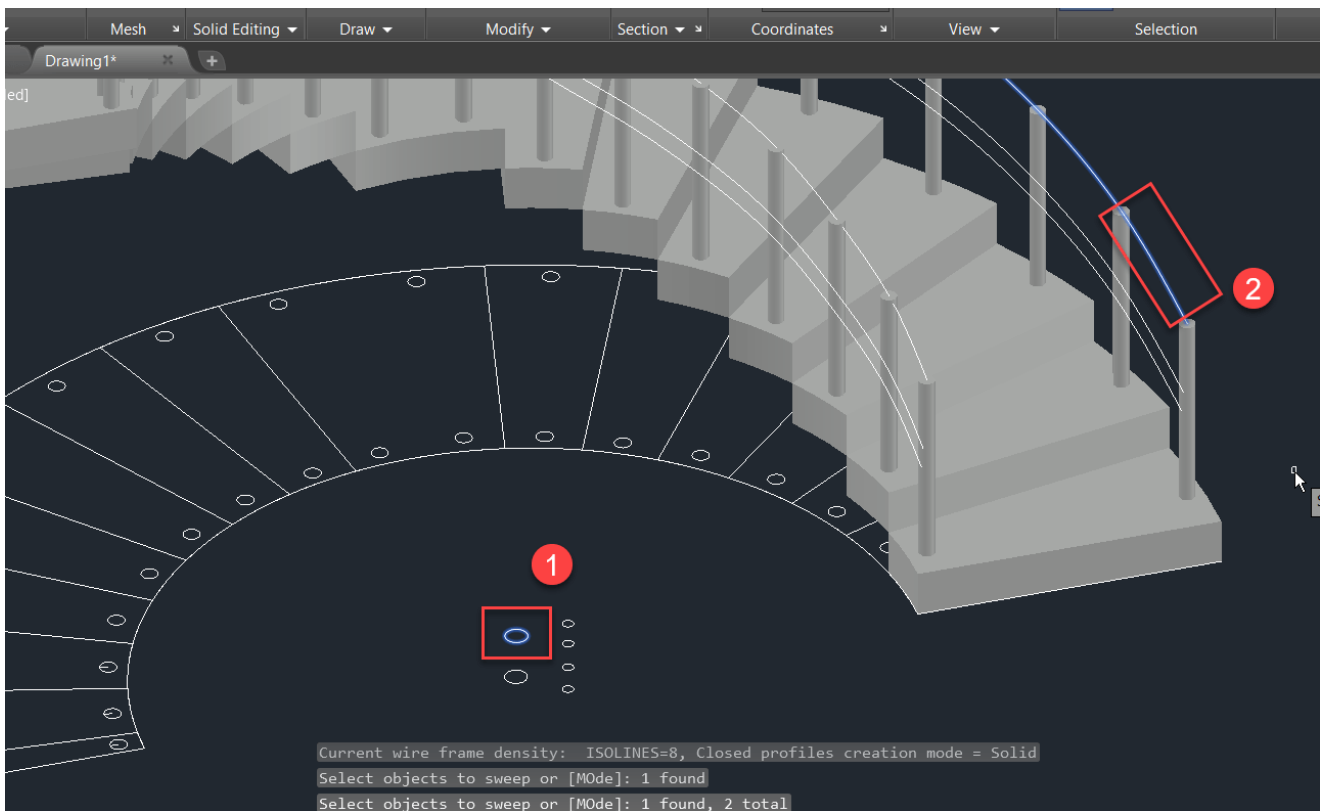 Mesh Solid Editing Draw Modify Section Coordinates View Selection
Drawing1*
ed]
2
1
Current wire frame density:  ISOLINES=8, Closed profiles creation mode = Solid
Select objects to sweep or [MOde]: 1 found
Select objects to sweep or [MOde]: 1 found, 2 total